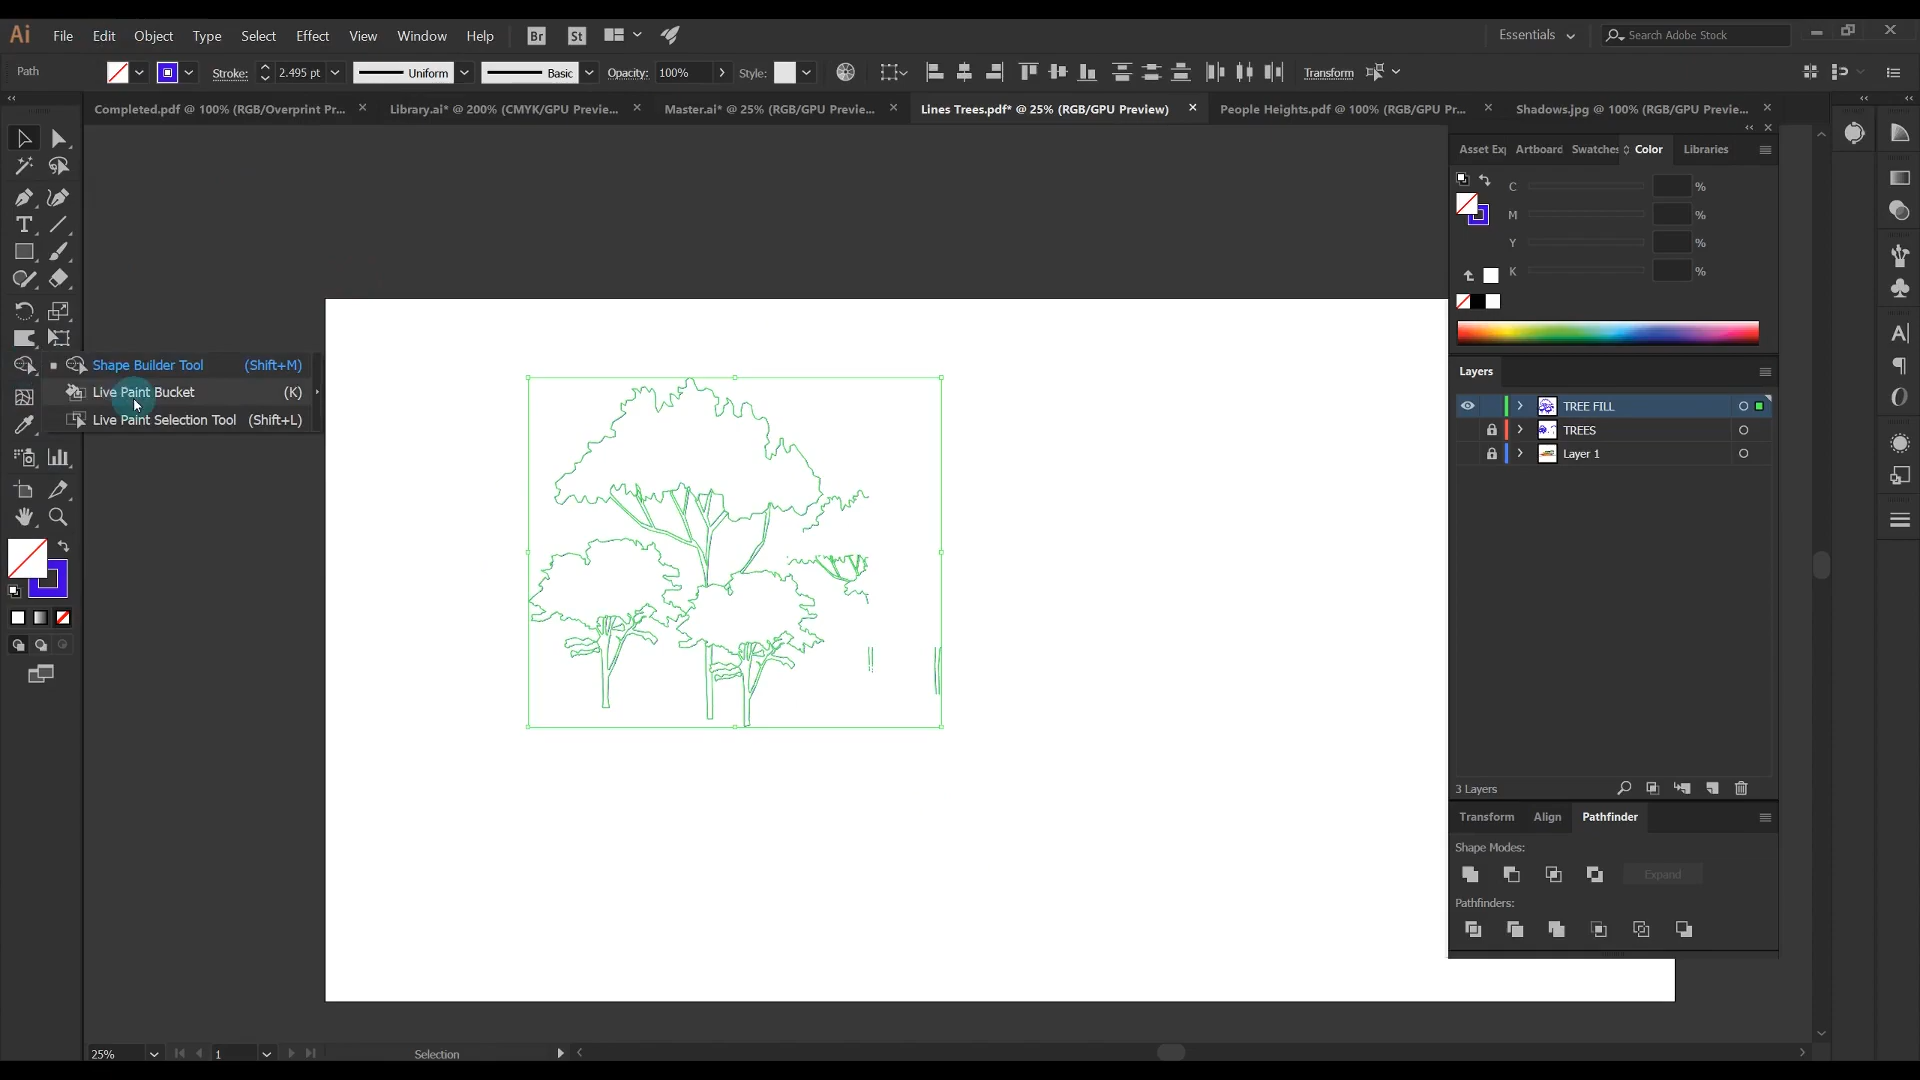 Ai File Edit Object Type Select Effect View Window Help Br St Essentials Search Adobe Stock
Path Stroke: 2.495 pt Uniform Basic Opacity: 100% Style: Transform
Completed.pdf @ 100% (RGB/Overprint Pr... Library.ai* @ 200% (CMYK/GPU Previe... Master.ai* @ 25% (RGB/GPU Previe... Lines Trees.pdf* @ 25% (RGB/GPU Preview) People Heights.pdf @ 100% (RGB/GPU Pr... Shadows.jpg @ 100% (RGB/GPU Previe...
Asset Exp Artboard Swatches Color Libraries
C %
M %
Y %
K %
Shape Builder Tool (Shift+M)
Live Paint Bucket (K)
Live Paint Selection Tool (Shift+L)
Layers
TREE FILL
TREES
Layer 1
3 Layers
Transform Align Pathfinder
Shape Modes:
Expand
Pathfinders:
25% 1 Selection